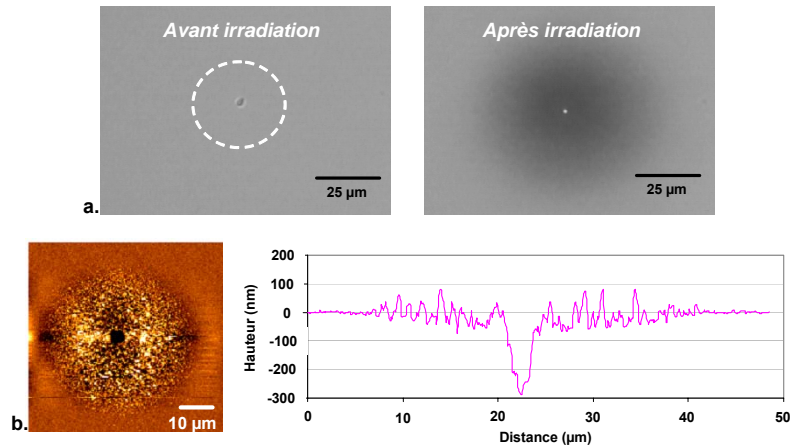 Avant irradiation
Après irradiation
25 µm
25 µm
a.
200
100
0
-100
-200
-300
Hauteur (nm)
0 10 20 30 40 50
Distance (µm)
b.
10 µm